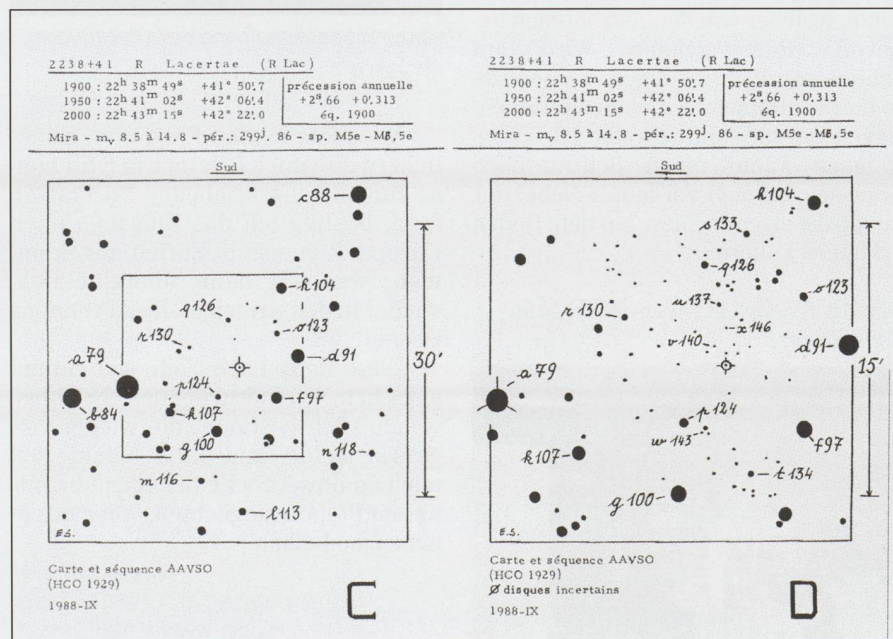 2238+41 R Lacertae (R Lac)
1900 : 22h 38m 49s +41° 50'.7
1950 : 22h 41m 02s +42° 06'.4
2000 : 22h 43m 15s +42° 22'.0
précession annuelle
+2s.66 +0'.313
éq. 1900
Mira - mv 8.5 à 14.8 - pér.: 299j. 86 - sp. M5e - M8,5e
Sud
c88
k104
q126
o123
r130
d91
a79
p124
b84
h107
f97
g100
n118
m116
l113
30'
E.S.
Carte et séquence AAVSO
(HCO 1929)
1988-IX
C
2238+41 R Lacertae (R Lac)
1900 : 22h 38m 49s +41° 50'.7
1950 : 22h 41m 02s +42° 06'.4
2000 : 22h 43m 15s +42° 22'.0
précession annuelle
+2s.66 +0'.313
éq. 1900
Mira - mv 8.5 à 14.8 - pér.: 299j. 86 - sp. M5e - M8,5e
Sud
k104
s133
q126
o123
u137
r130
x146
v140
d91
a79
15'
p124
w143
f97
h107
t134
g100
E.S.
Carte et séquence AAVSO
(HCO 1929)
Ø disques incertains
1988-IX
D